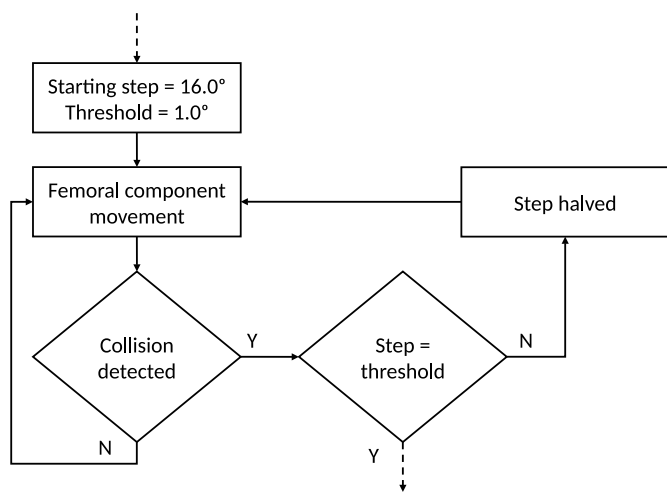 Starting step = 16.0°
Threshold = 1.0°
Femoral component
movement
Step halved
Collision
detected
Y
Step =
threshold
N
N
Y